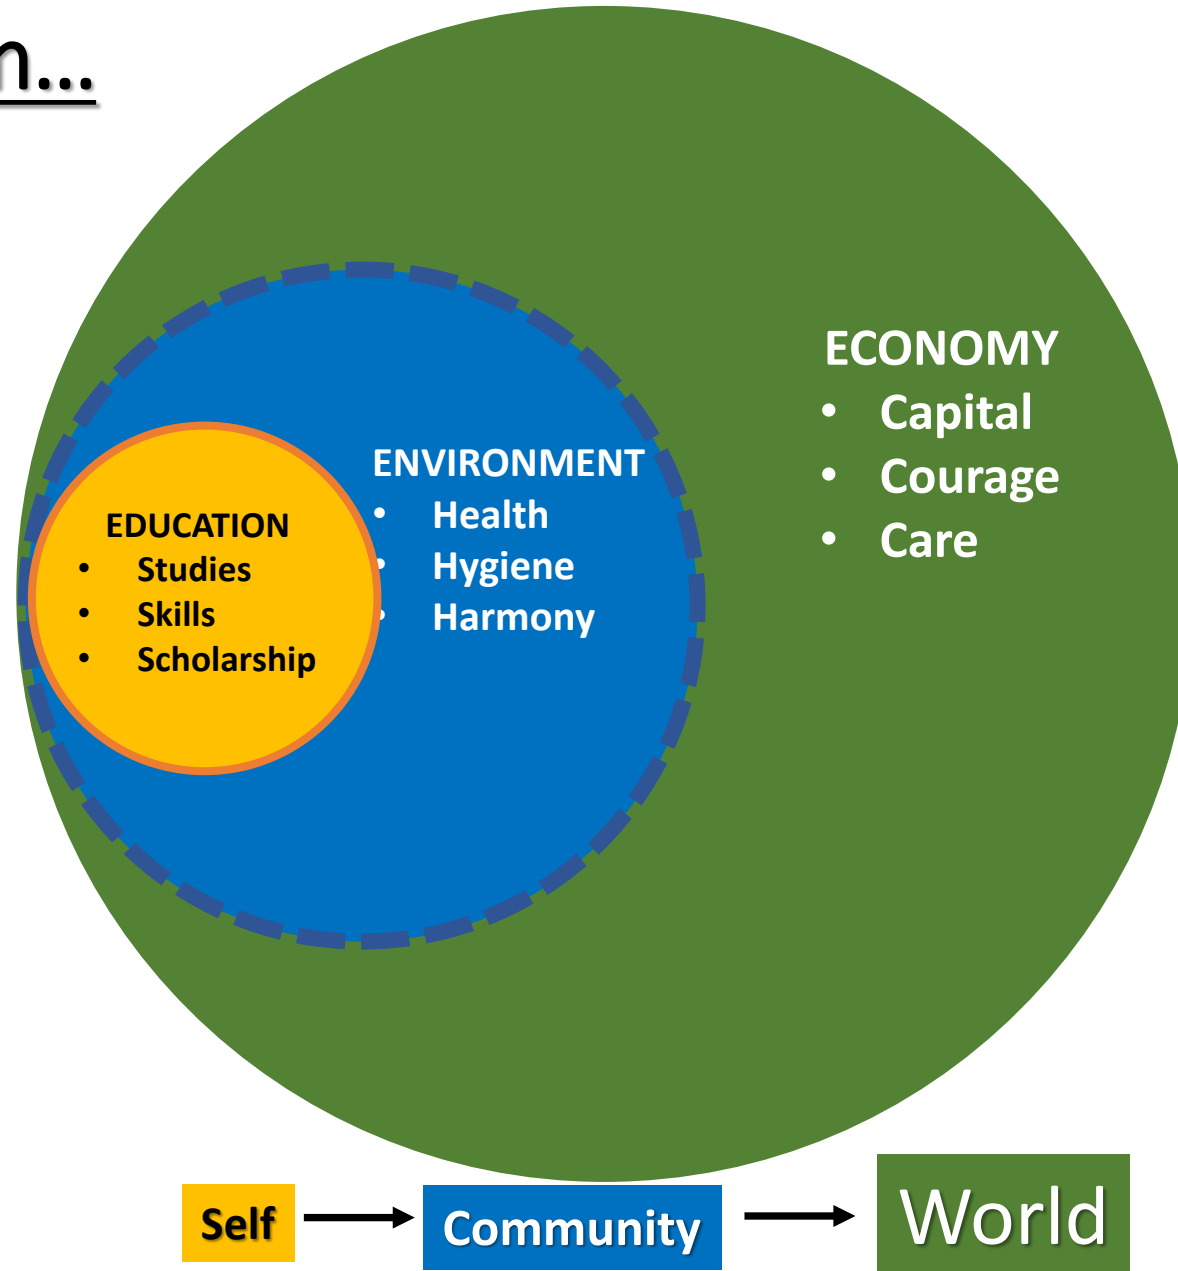 n...
ECONOMY
• Capital
• Courage
• Care
ENVIRONMENT
• Health
• Hygiene
• Harmony
EDUCATION
• Studies
• Skills
• Scholarship
Self
Community
World